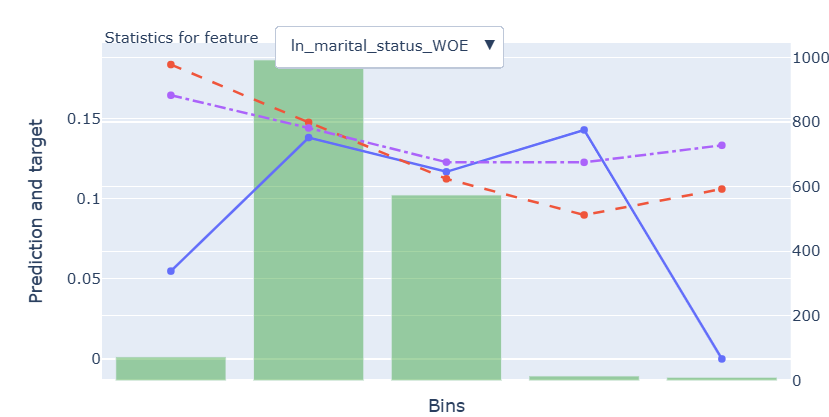 Statistics for feature
ln_marital_status_WOE ▼
Prediction and target
0.15
0.1
0.05
0
1000
800
600
400
200
0
Bins